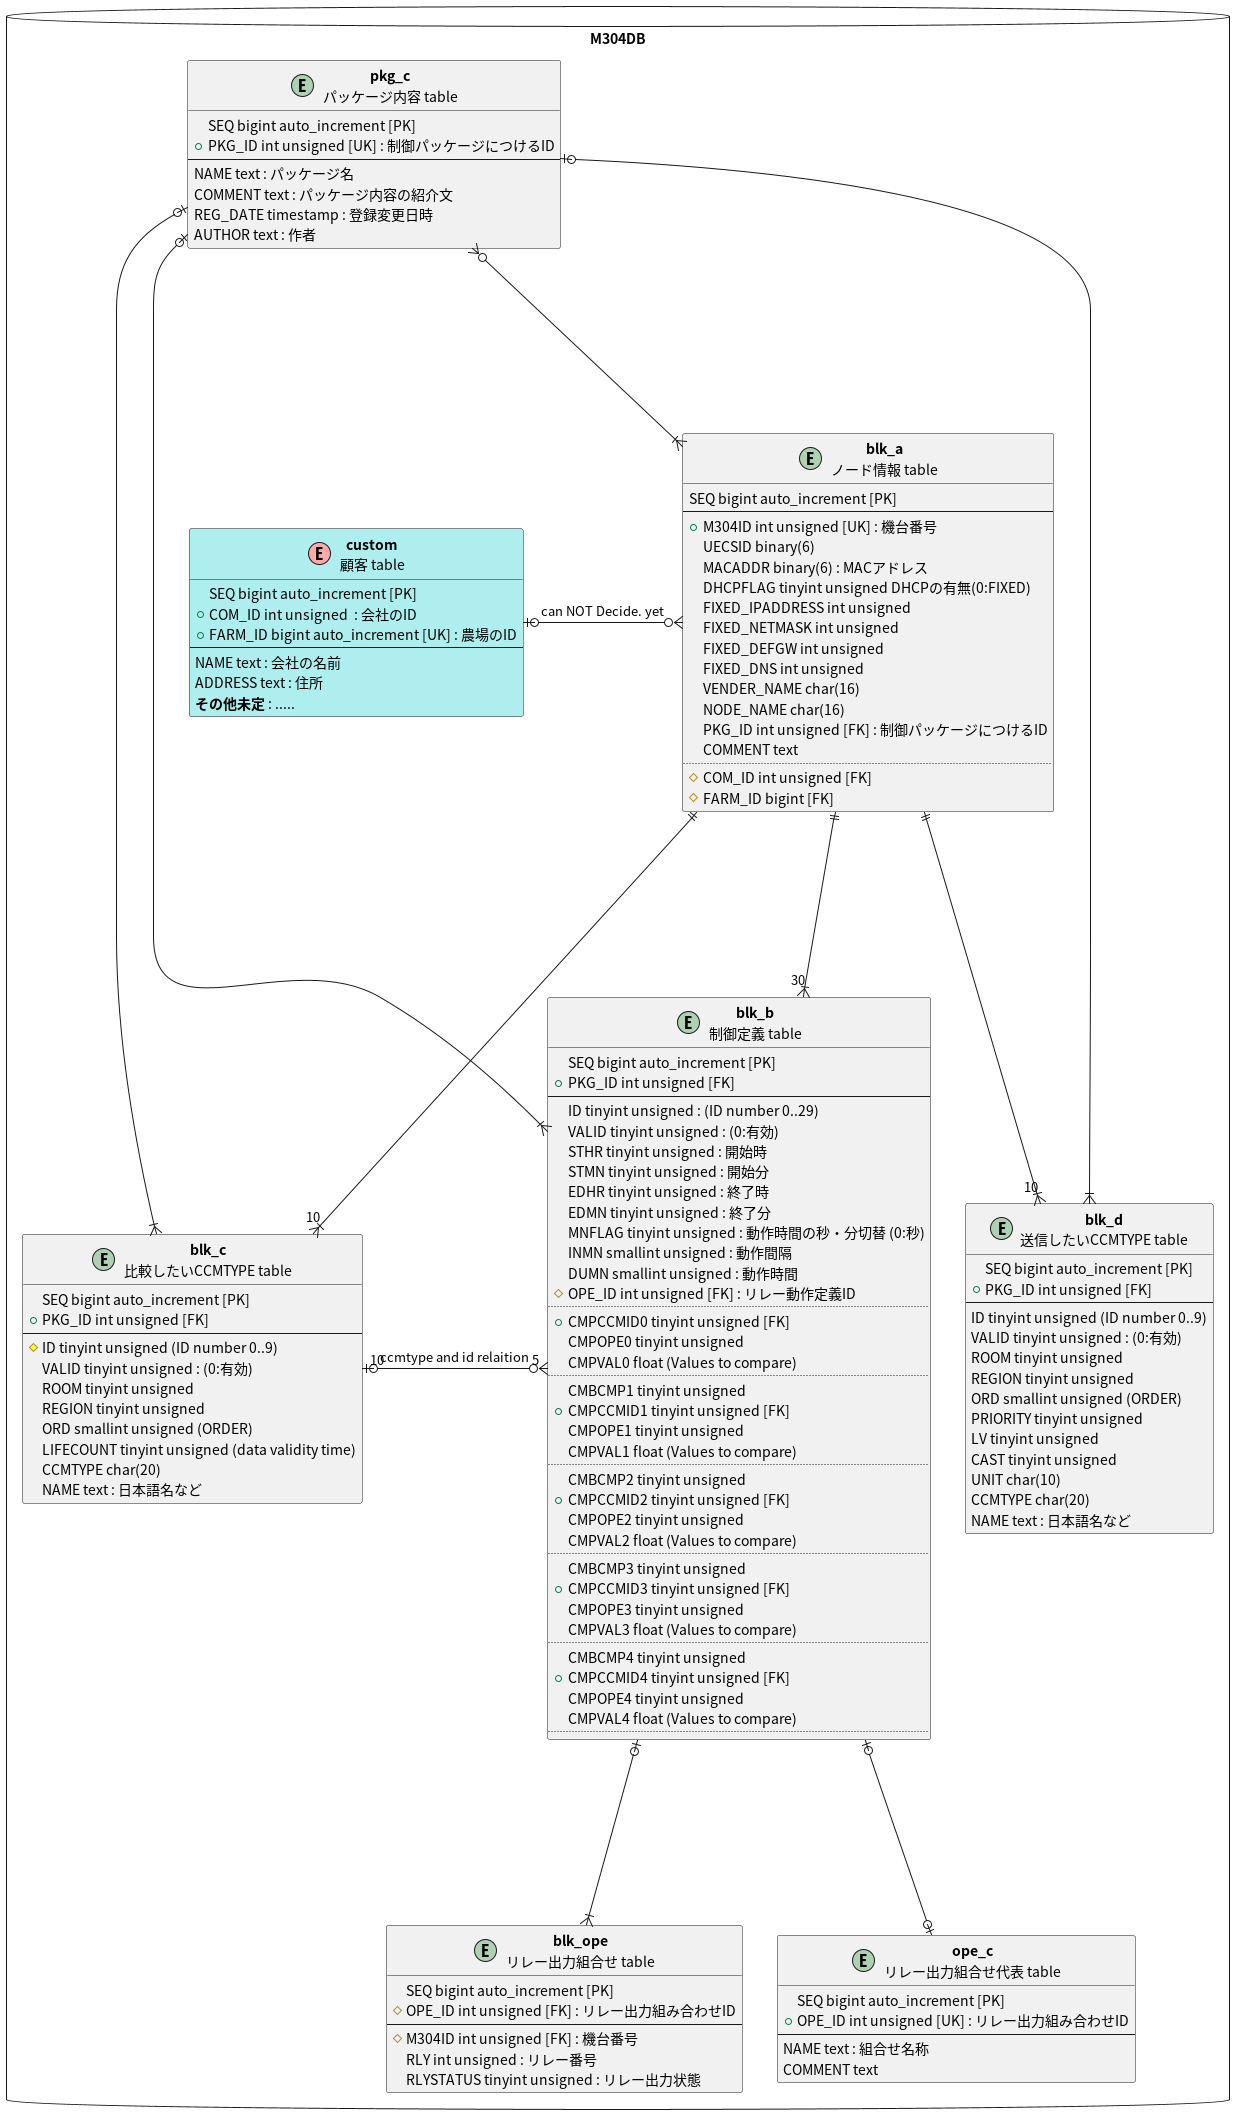 M304DB
pkg_c
パッケージ内容 table
SEQ bigint auto_increment [PK]
PKG_ID int unsigned [UK] : 制御パッケージにつけるID
NAME text : パッケージ名
COMMENT text : パッケージ内容の紹介文
REG_DATE timestamp : 登録変更日時
AUTHOR text : 作者
blk_a
ノード情報 table
SEQ bigint auto_increment [PK]
M304ID int unsigned [UK] : 機台番号
UECSID binary(6)
MACADDR binary(6) : MACアドレス
DHCPFLAG tinyint unsigned DHCPの有無(0:FIXED)
FIXED_IPADDRESS int unsigned
FIXED_NETMASK int unsigned
FIXED_DEFGW int unsigned
FIXED_DNS int unsigned
VENDER_NAME char(16)
NODE_NAME char(16)
PKG_ID int unsigned [FK] : 制御パッケージにつけるID
COMMENT text
COM_ID int unsigned [FK]
FARM_ID bigint [FK]
custom
顧客 table
SEQ bigint auto_increment [PK]
COM_ID int unsigned  : 会社のID
FARM_ID bigint auto_increment [UK] : 農場のID
NAME text : 会社の名前
ADDRESS text : 住所
その他未定 : .....
can NOT Decide. yet
30
blk_b
制御定義 table
SEQ bigint auto_increment [PK]
PKG_ID int unsigned [FK]
ID tinyint unsigned : (ID number 0..29)
VALID tinyint unsigned : (0:有効)
STHR tinyint unsigned : 開始時
STMN tinyint unsigned : 開始分
EDHR tinyint unsigned : 終了時
EDMN tinyint unsigned : 終了分
MNFLAG tinyint unsigned : 動作時間の秒・分切替 (0:秒)
INMN smallint unsigned : 動作間隔
DUMN smallint unsigned : 動作時間
OPE_ID int unsigned [FK] : リレー動作定義ID
CMPCCMID0 tinyint unsigned [FK]
CMPOPE0 tinyint unsigned
CMPVAL0 float (Values to compare)
CMBCMP1 tinyint unsigned
CMPCCMID1 tinyint unsigned [FK]
CMPOPE1 tinyint unsigned
CMPVAL1 float (Values to compare)
CMBCMP2 tinyint unsigned
CMPCCMID2 tinyint unsigned [FK]
CMPOPE2 tinyint unsigned
CMPVAL2 float (Values to compare)
CMBCMP3 tinyint unsigned
CMPCCMID3 tinyint unsigned [FK]
CMPOPE3 tinyint unsigned
CMPVAL3 float (Values to compare)
CMBCMP4 tinyint unsigned
CMPCCMID4 tinyint unsigned [FK]
CMPOPE4 tinyint unsigned
CMPVAL4 float (Values to compare)
10
blk_d
送信したいCCMTYPE table
SEQ bigint auto_increment [PK]
PKG_ID int unsigned [FK]
ID tinyint unsigned (ID number 0..9)
VALID tinyint unsigned : (0:有効)
ROOM tinyint unsigned
REGION tinyint unsigned
ORD smallint unsigned (ORDER)
PRIORITY tinyint unsigned
LV tinyint unsigned
CAST tinyint unsigned
UNIT char(10)
CCMTYPE char(20)
NAME text : 日本語名など
10
blk_c
比較したいCCMTYPE table
SEQ bigint auto_increment [PK]
PKG_ID int unsigned [FK]
ID tinyint unsigned (ID number 0..9)
VALID tinyint unsigned : (0:有効)
ROOM tinyint unsigned
REGION tinyint unsigned
ORD smallint unsigned (ORDER)
LIFECOUNT tinyint unsigned (data validity time)
CCMTYPE char(20)
NAME text : 日本語名など
10 ccmtype and id relaition 5
blk_ope
リレー出力組合せ table
SEQ bigint auto_increment [PK]
OPE_ID int unsigned [FK] : リレー出力組み合わせID
M304ID int unsigned [FK] : 機台番号
RLY int unsigned : リレー番号
RLYSTATUS tinyint unsigned : リレー出力状態
ope_c
リレー出力組合せ代表 table
SEQ bigint auto_increment [PK]
OPE_ID int unsigned [UK] : リレー出力組み合わせID
NAME text : 組合せ名称
COMMENT text